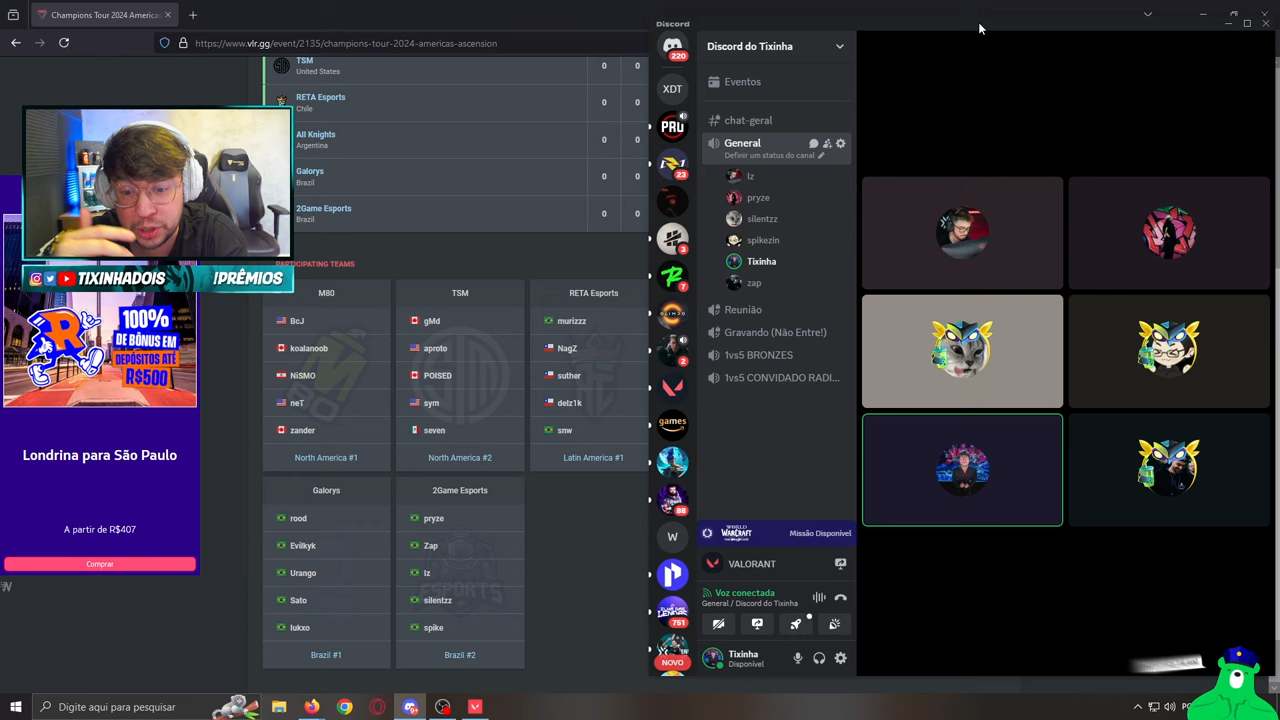 Champions Tour 2024 Americas
https://www.vlr.gg/event/2135/champions-tour-2024-americas-ascension
TSM
United States
0 0
RETA Esports
Chile
0 0
All Knights
Argentina
0 0
Galorys
Brazil
0 0
2Game Esports
Brazil
0 0
TIXINHADOIS
!PRÊMIOS
R
100%
DE BÔNUS EM
DEPÓSITOS ATÉ
R$500
Londrina para São Paulo
A partir de R$407
Comprar
PARTICIPATING TEAMS
M80
BcJ
koalanoob
NiSMO
neT
zander
North America #1
TSM
gMd
aproto
POISED
sym
seven
North America #2
RETA Esports
murizzz
NagZ
suther
delz1k
snw
Latin America #1
Galorys
rood
Evilkyk
Urango
Sato
lukxo
Brazil #1
2Game Esports
pryze
Zap
lz
silentzz
spike
Brazil #2
Discord
220
XDT
PRU
23
3
7
OLIMPO
2
games
88
W
751
NOVO
Discord do Tixinha
Eventos
chat-geral
General
Definir um status do canal
lz
pryze
silentzz
spikezin
Tixinha
zap
Reunião
Gravando (Não Entre!)
1vs5 BRONZES
1vs5 CONVIDADO RADI...
WORLD WARCRAFT
Missão Disponível
VALORANT
Voz conectada
General / Discord do Tixinha
Tixinha
Disponível
Digite aqui para pesquisar